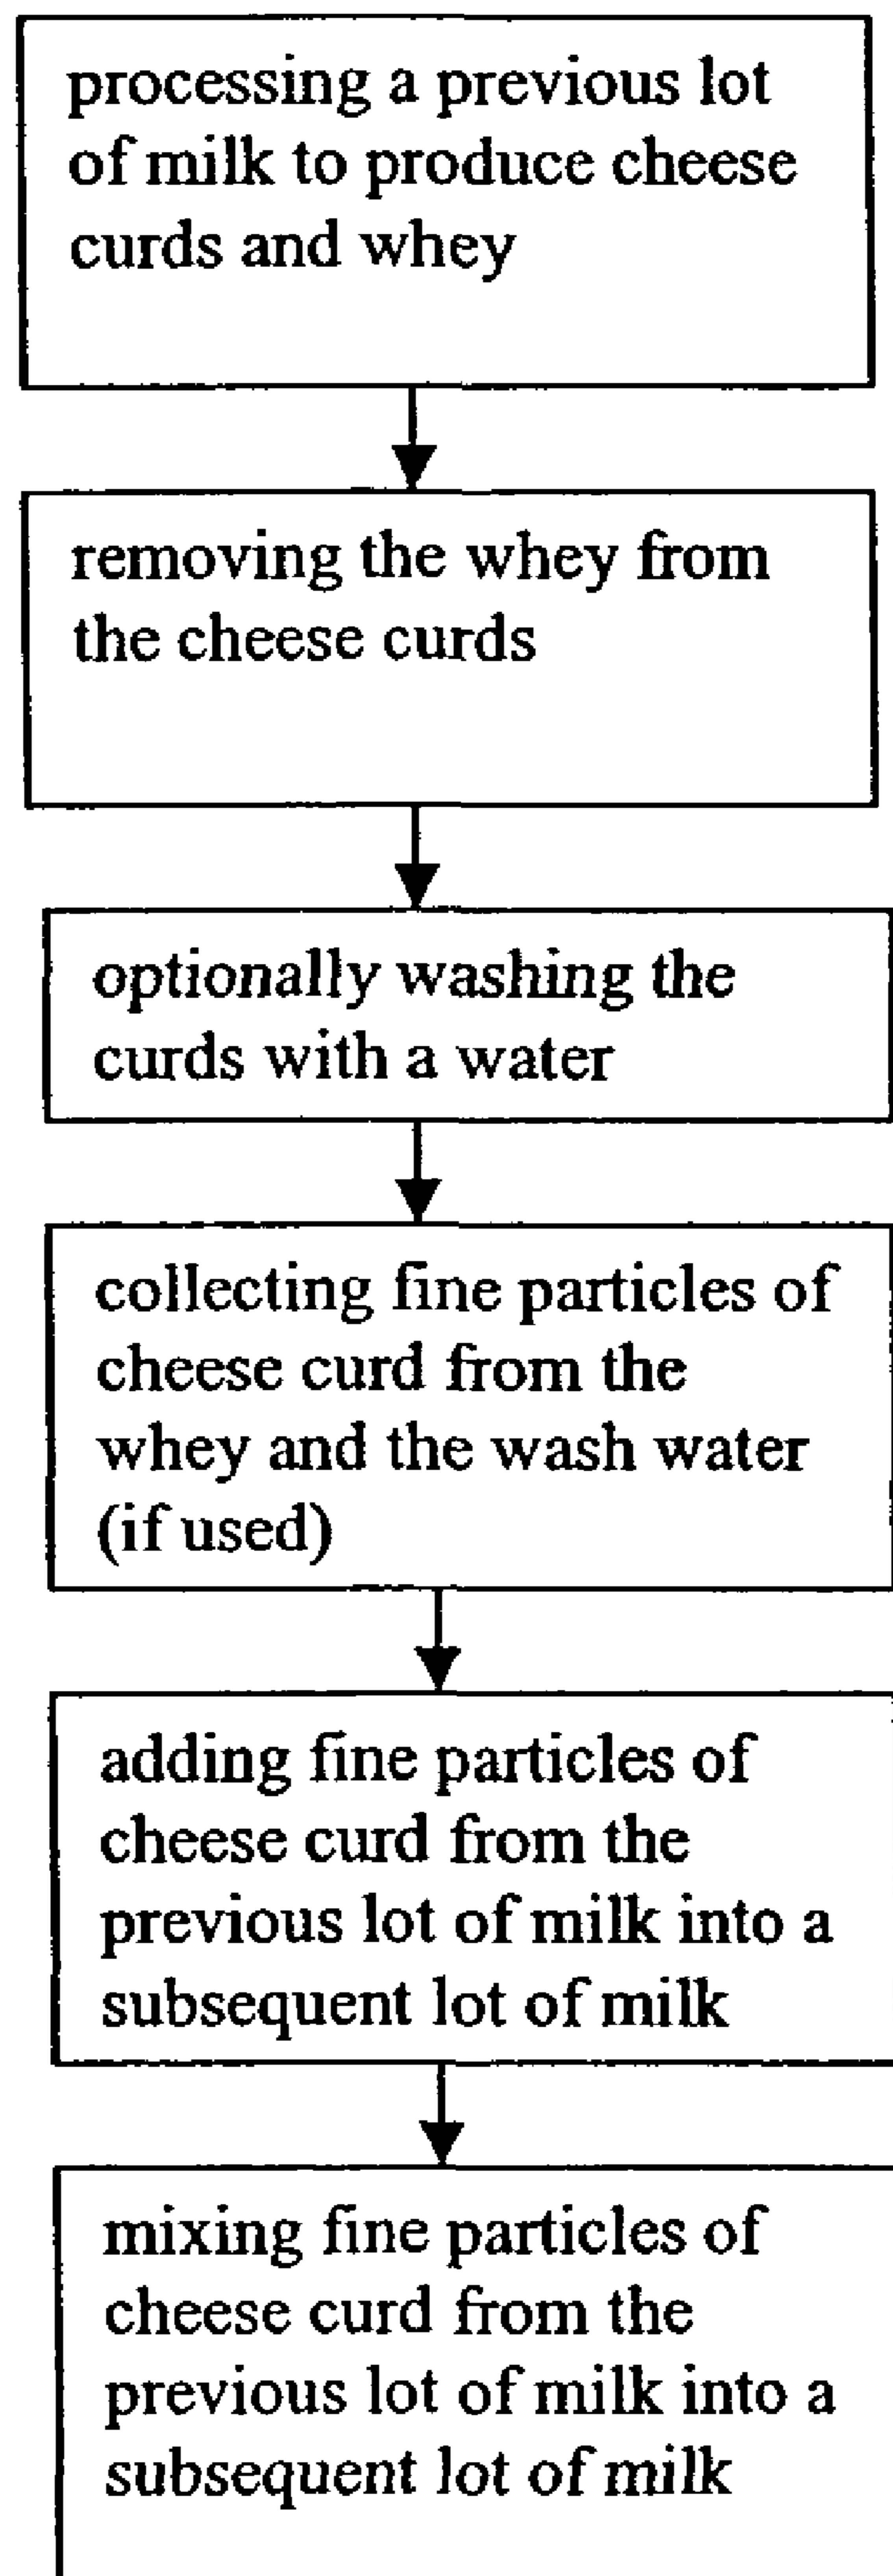 processing a previous lot
of milk to produce cheese
curds and whey
removing the whey from
the cheese curds
optionally washing the
curds with a water
collecting fine particles of
cheese curd from the
whey and the wash water
(if used)
adding fine particles of
cheese curd from the
previous lot of milk into a
subsequent lot of milk
mixing fine particles of
cheese curd from the
previous lot of milk into a
subsequent lot of milk